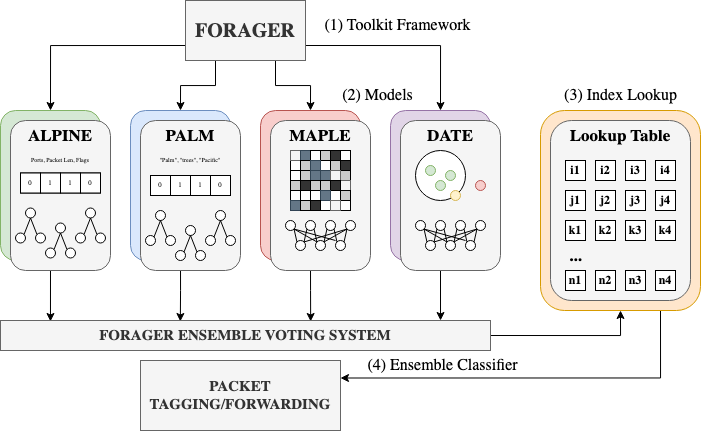 FORAGER
(1) Toolkit Framework
(2) Models
(3) Index Lookup
ALPINE
Ports, Packet Len, Flags
0 1 1 0
PALM
"Palm", "trees", "Pacific"
0 1 1 0
MAPLE
DATE
Lookup Table
i1 i2 i3 i4
j1 j2 j3 j4
k1 k2 k3 k4
...
n1 n2 n3 n4
FORAGER ENSEMBLE VOTING SYSTEM
(4) Ensemble Classifier
PACKET
TAGGING/FORWARDING